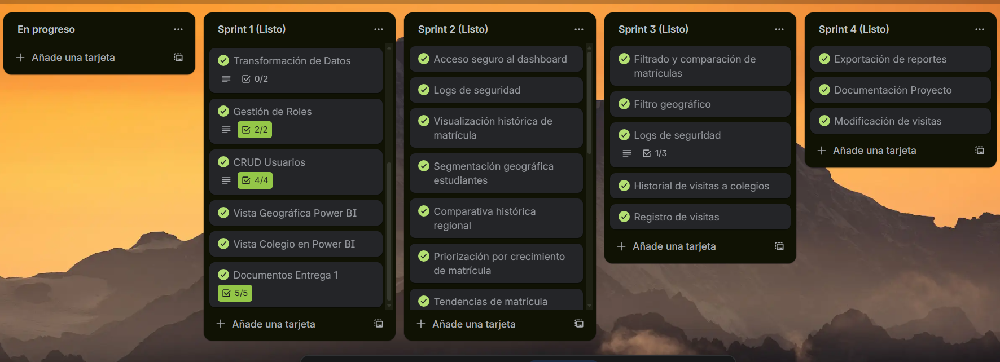 En progreso
Añade una tarjeta
Sprint 1 (Listo)
Transformación de Datos
0/2
Gestión de Roles
2/2
CRUD Usuarios
4/4
Vista Geográfica Power BI
Vista Colegio en Power BI
Documentos Entrega 1
5/5
Añade una tarjeta
Sprint 2 (Listo)
Acceso seguro al dashboard
Logs de seguridad
Visualización histórica de
matrícula
Segmentación geográfica
estudiantes
Comparativa histórica
regional
Priorización por crecimiento
de matrícula
Tendencias de matrícula
Añade una tarjeta
Sprint 3 (Listo)
Filtrado y comparación de
matrículas
Filtro geográfico
Logs de seguridad
1/3
Historial de visitas a colegios
Registro de visitas
Añade una tarjeta
Sprint 4 (Listo)
Exportación de reportes
Documentación Proyecto
Modificación de visitas
Añade una tarjeta